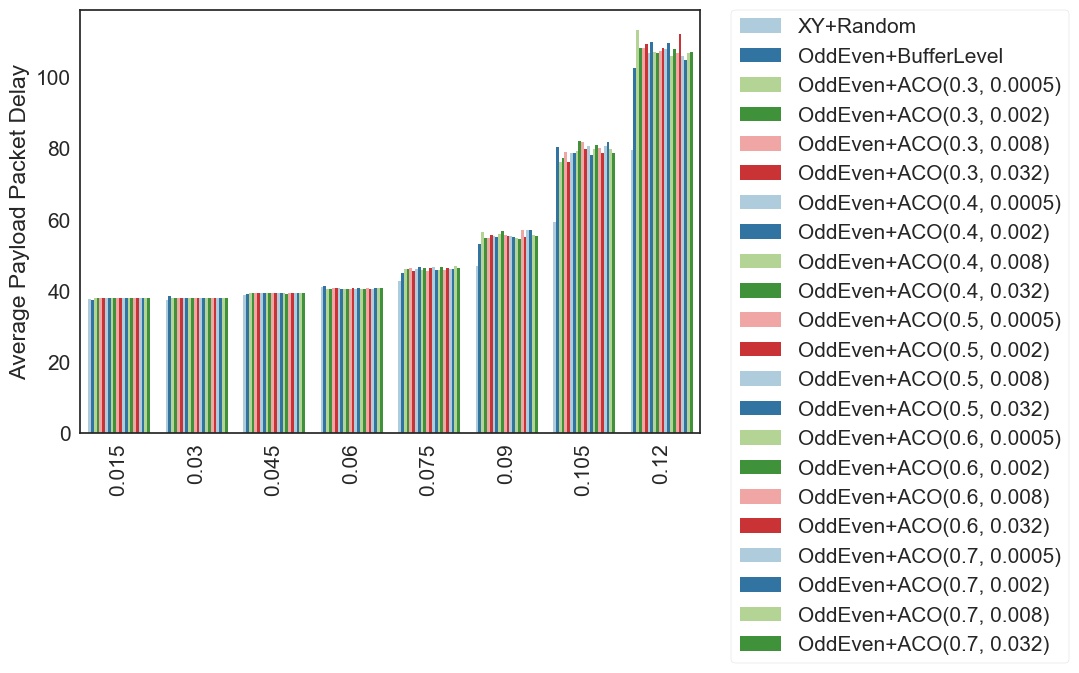 Average Payload Packet Delay
100
80
60
40
20
0
0.015
0.03
0.045
0.06
0.075
0.09
0.105
0.12
XY+Random
OddEven+BufferLevel
OddEven+ACO(0.3, 0.0005)
OddEven+ACO(0.3, 0.002)
OddEven+ACO(0.3, 0.008)
OddEven+ACO(0.3, 0.032)
OddEven+ACO(0.4, 0.0005)
OddEven+ACO(0.4, 0.002)
OddEven+ACO(0.4, 0.008)
OddEven+ACO(0.4, 0.032)
OddEven+ACO(0.5, 0.0005)
OddEven+ACO(0.5, 0.002)
OddEven+ACO(0.5, 0.008)
OddEven+ACO(0.5, 0.032)
OddEven+ACO(0.6, 0.0005)
OddEven+ACO(0.6, 0.002)
OddEven+ACO(0.6, 0.008)
OddEven+ACO(0.6, 0.032)
OddEven+ACO(0.7, 0.0005)
OddEven+ACO(0.7, 0.002)
OddEven+ACO(0.7, 0.008)
OddEven+ACO(0.7, 0.032)